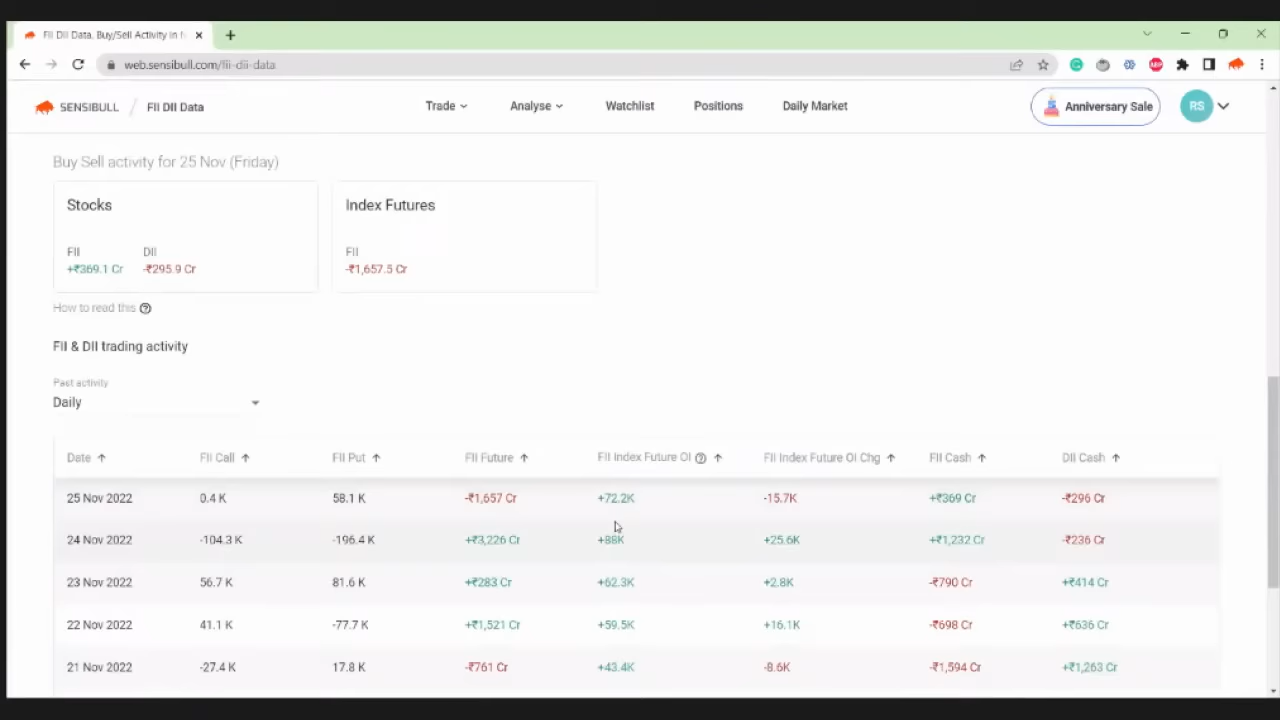 FII DII Data, Buy/Sell Activity in
web.sensibull.com/fii-dii-data
SENSIBULL / FII DII Data Trade Analyse Watchlist Positions Daily Market Anniversary Sale RS
Buy Sell activity for 25 Nov (Friday)
Stocks Index Futures
FII DII FII
+₹369.1 Cr -₹295.9 Cr -₹1,657.5 Cr
How to read this
FII & DII trading activity
Past activity
Daily
Date FII Call FII Put FII Future FII Index Future OI FII Index Future OI Chg FII Cash DII Cash
25 Nov 2022 0.4 K 58.1 K -₹1,657 Cr +72.2K -15.7K +₹369 Cr -₹296 Cr
24 Nov 2022 -104.3 K -196.4 K +₹3,226 Cr +88K +25.6K +₹1,232 Cr -₹236 Cr
23 Nov 2022 56.7 K 81.6 K +₹283 Cr +62.3K +2.8K -₹790 Cr +₹414 Cr
22 Nov 2022 41.1 K -77.7 K +₹1,521 Cr +59.5K +16.1K -₹698 Cr +₹636 Cr
21 Nov 2022 -27.4 K 17.8 K -₹761 Cr +43.4K -8.6K -₹1,594 Cr +₹1,263 Cr